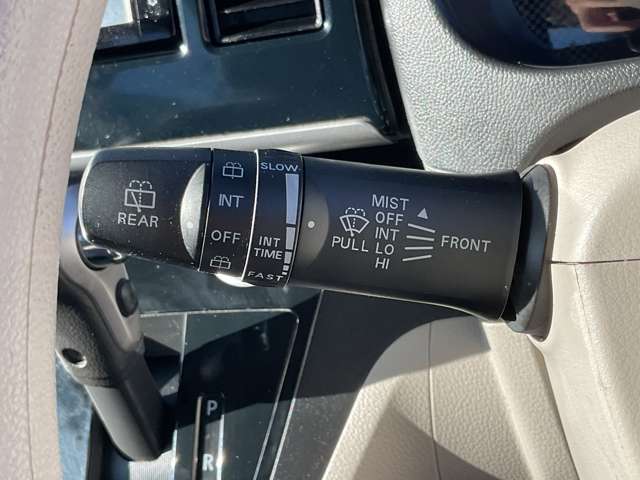 REAR
INT
OFF
SLOW
INT
TIME
FAST
PULL
MIST
OFF
INT
LO
HI
FRONT
P
R